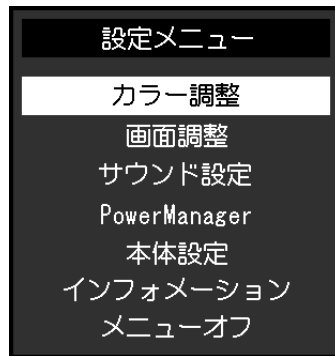 設定メニュー
カラー調整
画面調整
サウンド設定
PowerManager
本体設定
インフォメーション
メニューオフ